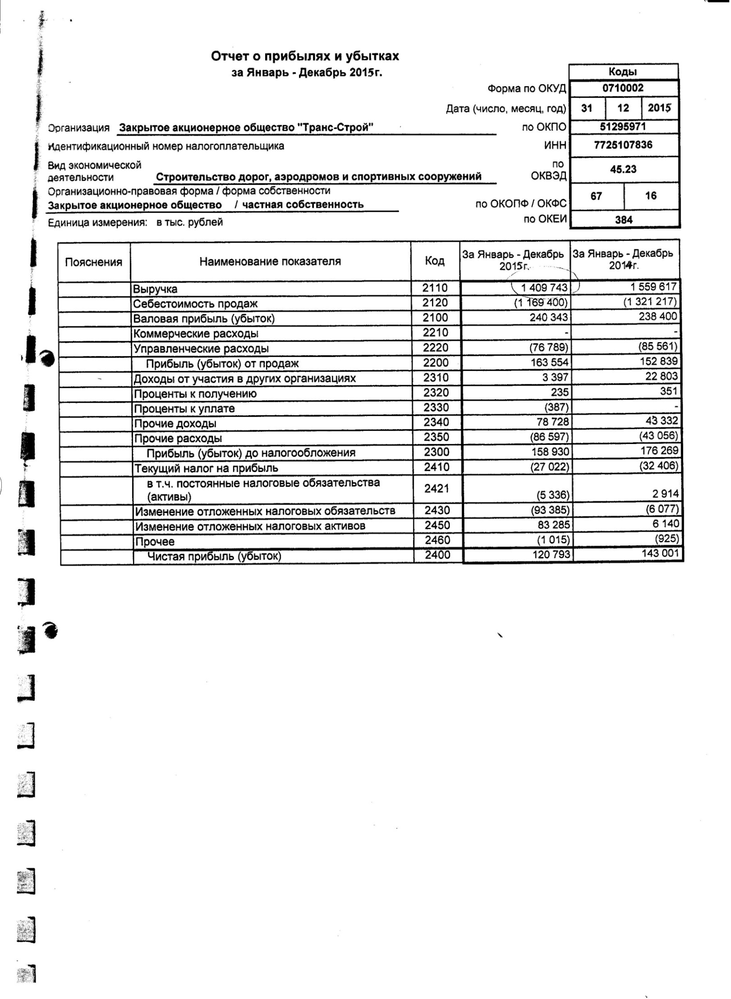 Отчет о прибылях и убытках
за Январь - Декабрь 2015г.
Коды
Форма по ОКУД 0710002
Дата (число, месяц, год) 31 12 2015
Организация Закрытое акционерное общество "Транс-Строй" по ОКПО 51295971
Идентификационный номер налогоплательщика ИНН 7725107836
Вид экономической по
деятельности Строительство дорог, аэродромов и спортивных сооружений ОКВЭД 45.23
Организационно-правовая форма / форма собственности
Закрытое акционерное общество / частная собственность по ОКОПФ / ОКФС 67 16
Единица измерения: в тыс. рублей по ОКЕИ 384
Пояснения Наименование показателя Код За Январь - Декабрь 2015г. За Январь - Декабрь 2014г.
Выручка 2110 1 409 743 1 559 617
Себестоимость продаж 2120 (1 169 400) (1 321 217)
Валовая прибыль (убыток) 2100 240 343 238 400
Коммерческие расходы 2210 - -
Управленческие расходы 2220 (76 789) (85 561)
Прибыль (убыток) от продаж 2200 163 554 152 839
Доходы от участия в других организациях 2310 3 397 22 803
Проценты к получению 2320 235 351
Проценты к уплате 2330 (387) -
Прочие доходы 2340 78 728 43 332
Прочие расходы 2350 (86 597) (43 056)
Прибыль (убыток) до налогообложения 2300 158 930 176 269
Текущий налог на прибыль 2410 (27 022) (32 406)
в т.ч. постоянные налоговые обязательства
(активы) 2421 (5 336) 2 914
Изменение отложенных налоговых обязательств 2430 (93 385) (6 077)
Изменение отложенных налоговых активов 2450 83 285 6 140
Прочее 2460 (1 015) (925)
Чистая прибыль (убыток) 2400 120 793 143 001